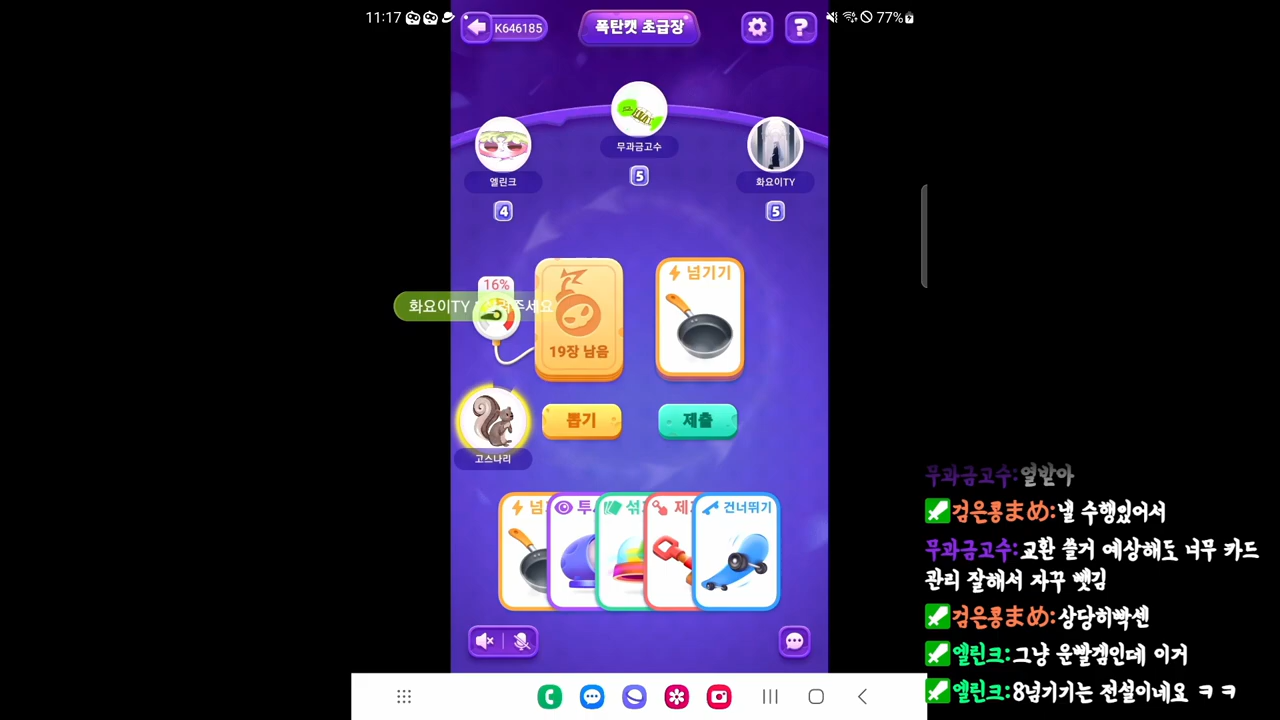 11:17
77%
K646185
폭탄캣 초급장
?
무과금고수
5
엘린크
4
화요이TY
5
16%
화요이TY
주세요
19장 남음
넘기기
뽑기
제출
고스나리
넘
투
섞
제
건너뛰기
무과금고수:열받아
검은콩まめ:낼 수행있어서
무과금고수:교환 쓸거 예상해도 너무 카드
관리 잘해서 자꾸 뺏김
검은콩まめ:상당히빡센
엘린크:그냥 운빨겜인데 이거
엘린크:8넘기기는 전설이네요 ㅋㅋ